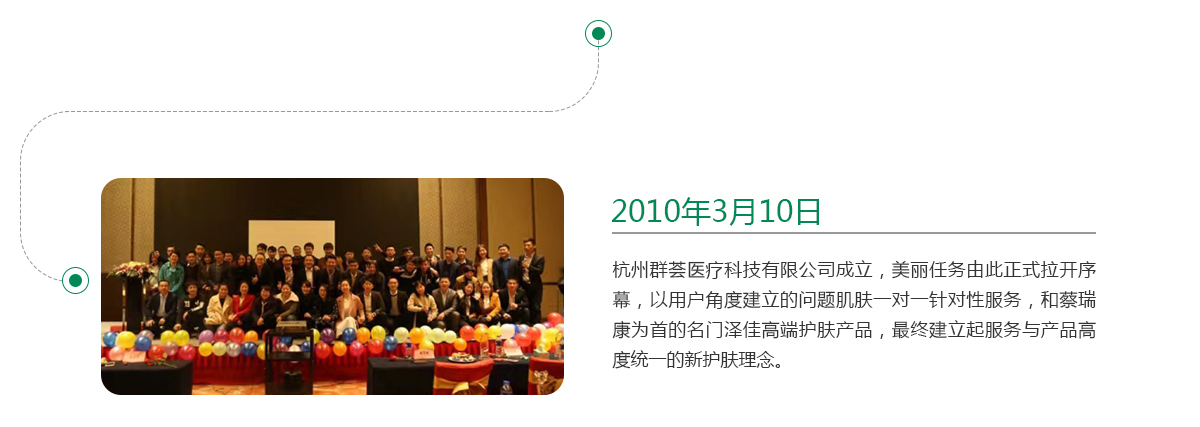 2010年3月10日
杭州群荟医疗科技有限公司成立，美丽任务由此正式拉开序
幕，以用户角度建立的问题肌肤一对一针对性服务，和蔡瑞
康为首的名门泽佳高端护肤产品，最终建立起服务与产品高
度统一的新护肤理念。